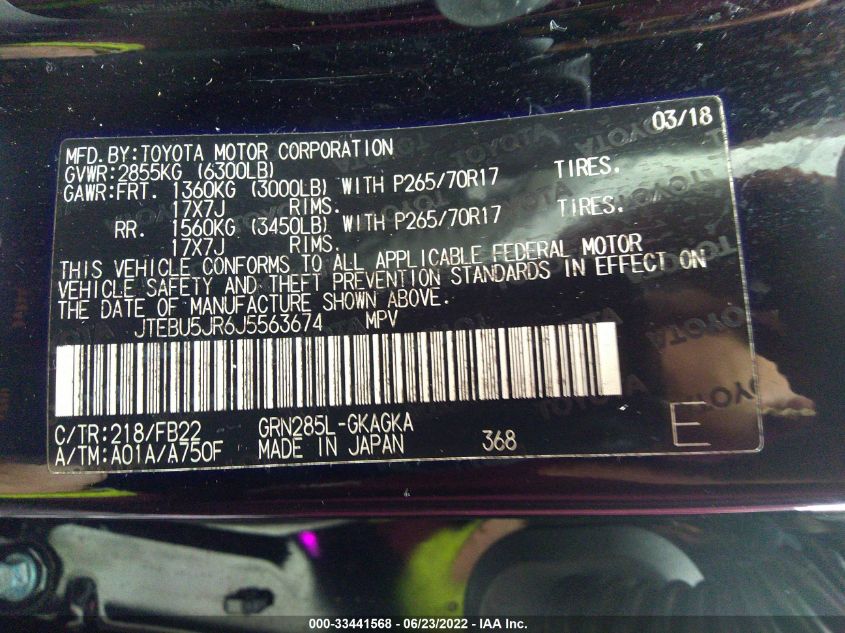 03/18
MFD.BY:TOYOTA MOTOR CORPORATION
GVWR:2855KG (6300LB)
GAWR:FRT. 1360KG (3000LB) WITH P265/70R17 TIRES.
17X7J RIMS.
RR. 1560KG (3450LB) WITH P265/70R17 TIRES.
17X7J RIMS.
THIS VEHICLE CONFORMS TO ALL APPLICABLE FEDERAL MOTOR
VEHICLE SAFETY AND THEFT PREVENTION STANDARDS IN EFFECT ON
THE DATE OF MANUFACTURE SHOWN ABOVE.
JTEBU5JR6J5563674 MPV
C/TR:218/FB22 GRN285L-GKAGKA
A/TM:A01A/A750F MADE IN JAPAN 368 E
000-33441568 - 06/23/2022 - IAA Inc.